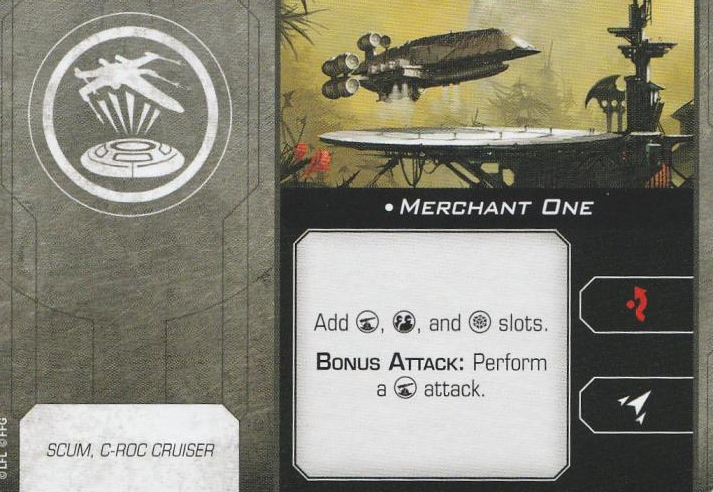 • MERCHANT ONE
Add , , and slots.
BONUS ATTACK: Perform
a attack.
SCUM, C-ROC CRUISER
©LFL ©FFG